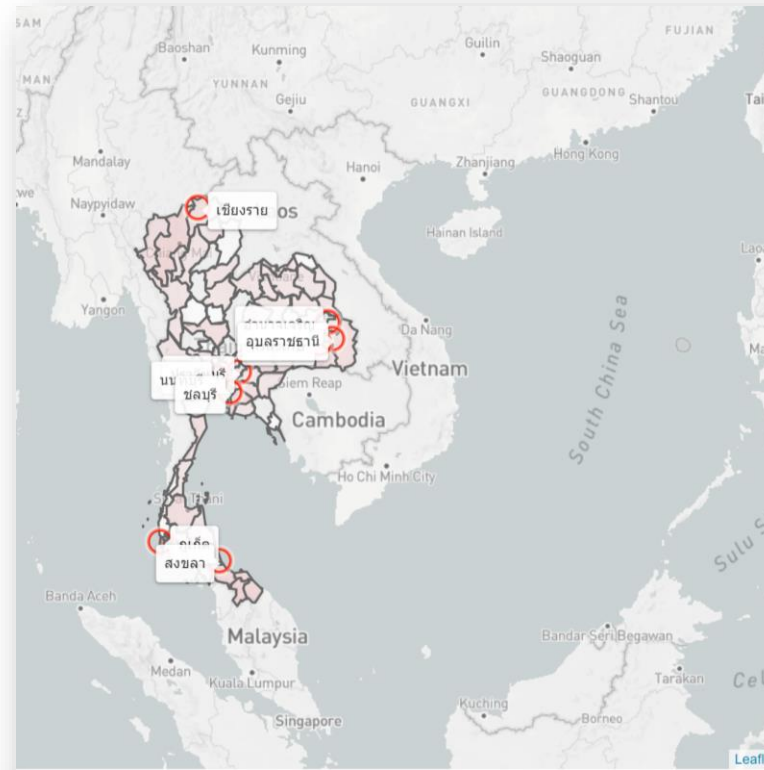 FUJIAN
Baoshan
Kunming
Guilin
Shaoguan
YUNNAN
GUANGXI
GUANGDONG
Shantou
Gejiu
Mandalay
Hanoi
Zhanjiang
Hong Kong
Naypyidaw
เชียงราย
Hainan Island
Yangon
อุบลราชธานี
Da Nang
Vietnam
Siem Reap
ชลบุรี
Cambodia
South China Sea
Ho Chi Minh City
สงขลา
Banda Aceh
Malaysia
Bandar Seri Begawan
Medan
Kuala Lumpur
Tarakan
Kuching
Singapore
Borneo